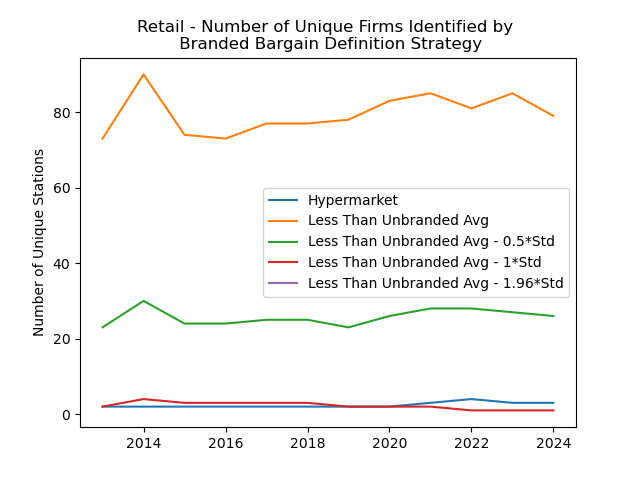 Retail - Number of Unique Firms Identified by
Branded Bargain Definition Strategy
Number of Unique Stations
80
60
40
20
0
Hypermarket
Less Than Unbranded Avg
Less Than Unbranded Avg - 0.5*Std
Less Than Unbranded Avg - 1*Std
Less Than Unbranded Avg - 1.96*Std
2014 2016 2018 2020 2022 2024